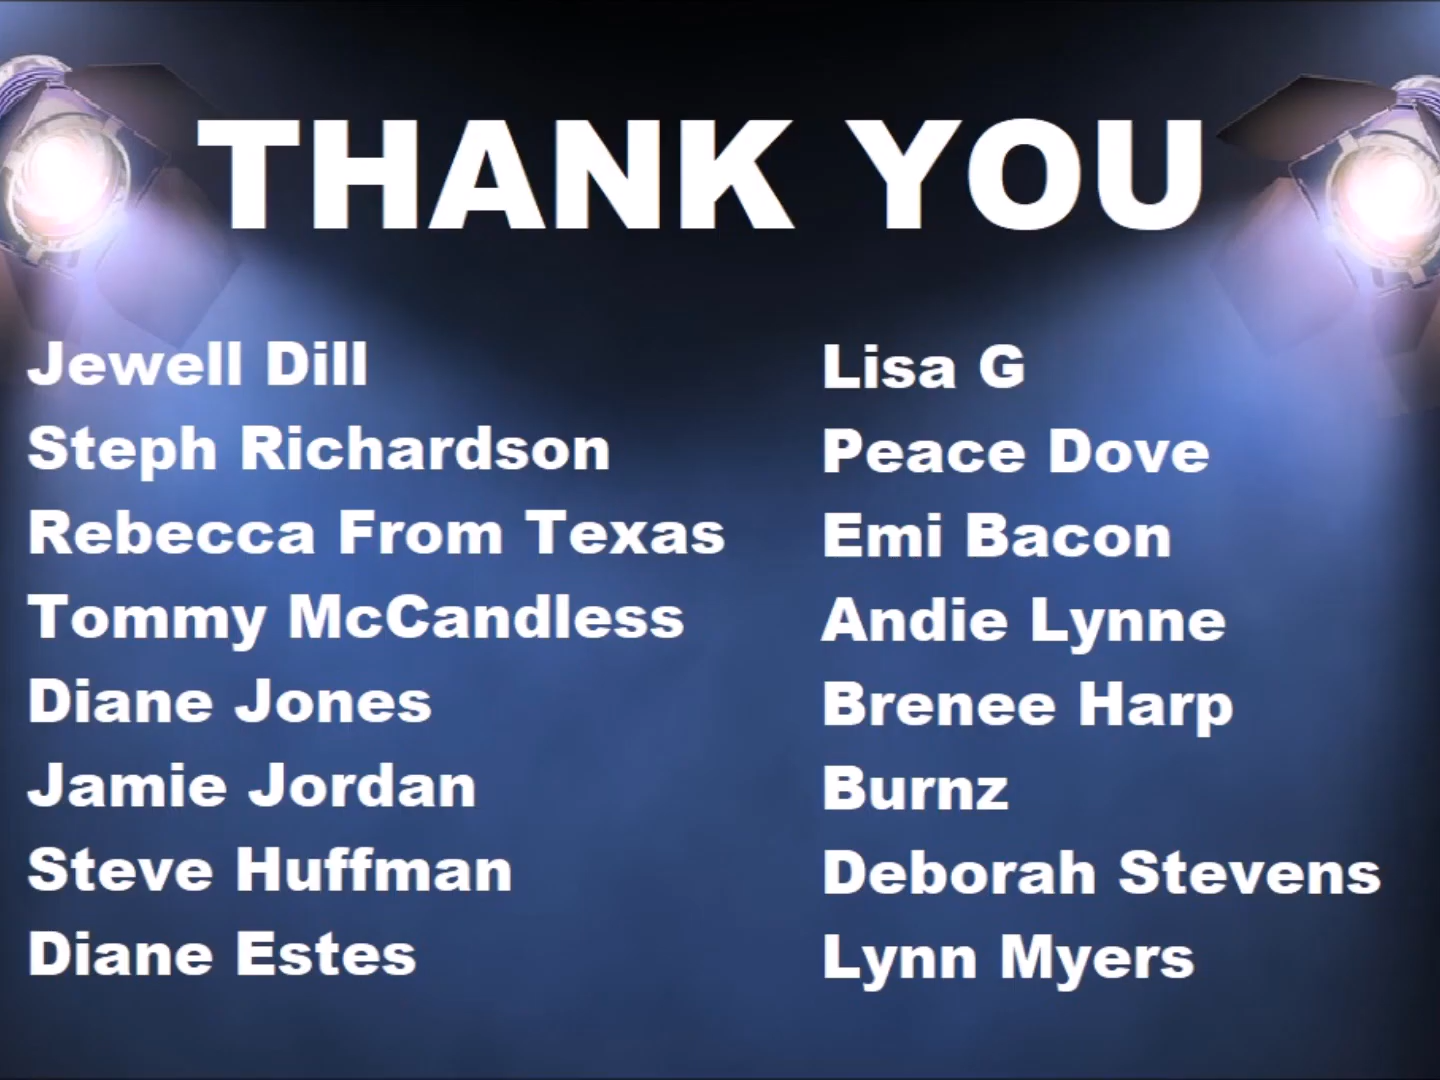 THANK YOU
Jewell Dill
Steph Richardson
Rebecca From Texas
Tommy McCandless
Diane Jones
Jamie Jordan
Steve Huffman
Diane Estes
Lisa G
Peace Dove
Emi Bacon
Andie Lynne
Brenee Harp
Burnz
Deborah Stevens
Lynn Myers